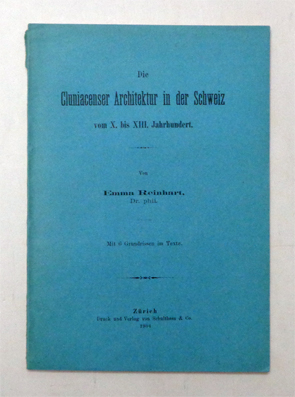 Die
Cluniacenser Architektur in der Schweiz
vom X. bis XIII. Jahrhundert.
Von
Emma Reinhart,
Dr. phil.
Mit 6 Grundrissen im Texte.
Zürich
Druck und Verlag von Schulthess & Co.